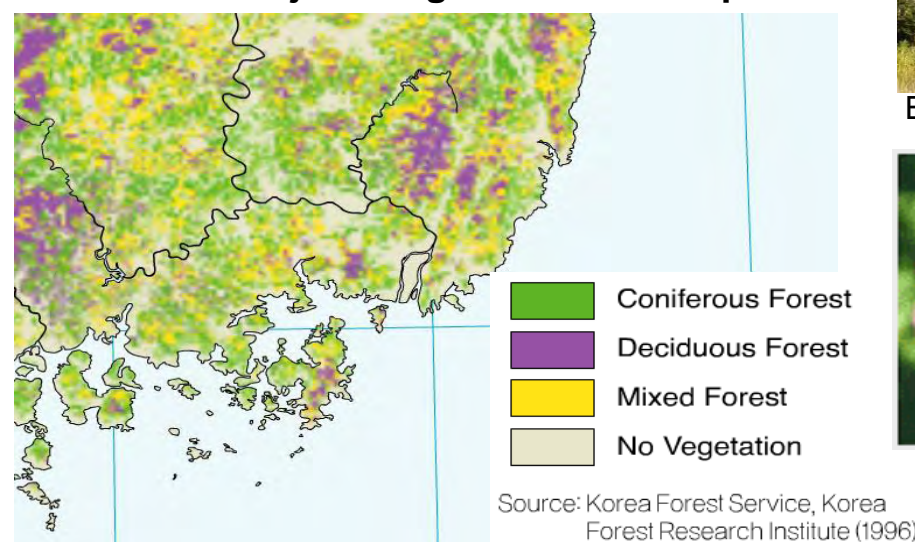 Coniferous Forest
Deciduous Forest
Mixed Forest
No Vegetation
Source: Korea Forest Service, Korea
Forest Research Institute (1996)